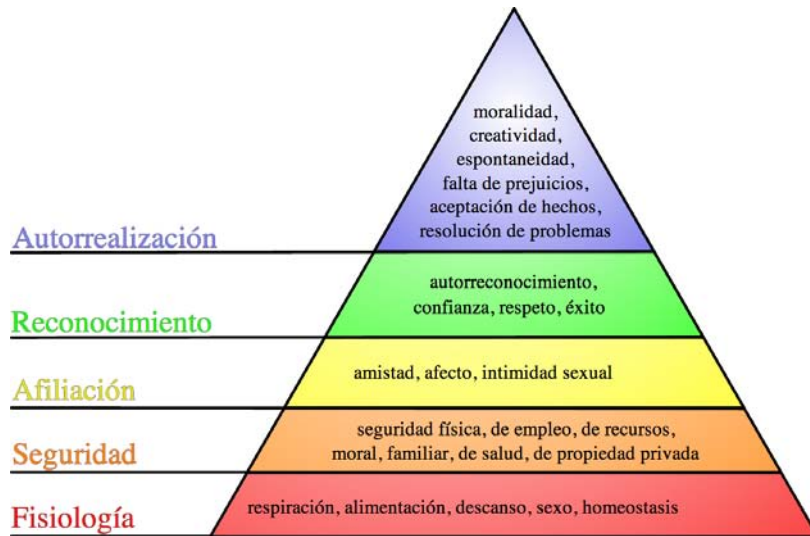 moralidad,
creatividad,
espontaneidad,
falta de prejuicios,
aceptación de hechos,
resolución de problemas
Autorrealización
autorreconocimiento,
confianza, respeto, éxito
Reconocimiento
amistad, afecto, intimidad sexual
Afiliación
seguridad física, de empleo, de recursos,
moral, familiar, de salud, de propiedad privada
Seguridad
respiración, alimentación, descanso, sexo, homeostasis
Fisiología